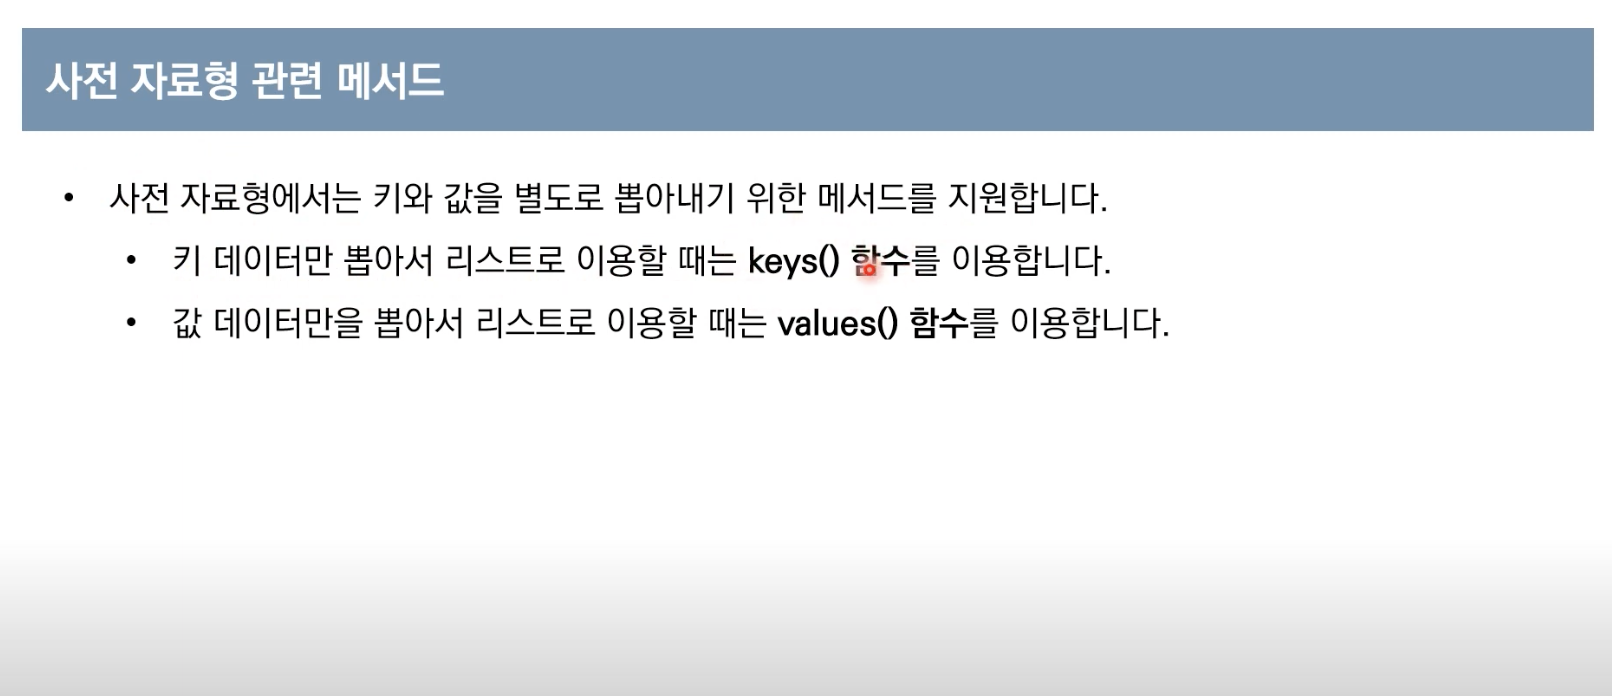 사전 자료형 관련 메서드
• 사전 자료형에서는 키와 값을 별도로 뽑아내기 위한 메서드를 지원합니다.
• 키 데이터만 뽑아서 리스트로 이용할 때는 keys() 함수를 이용합니다.
• 값 데이터만을 뽑아서 리스트로 이용할 때는 values() 함수를 이용합니다.